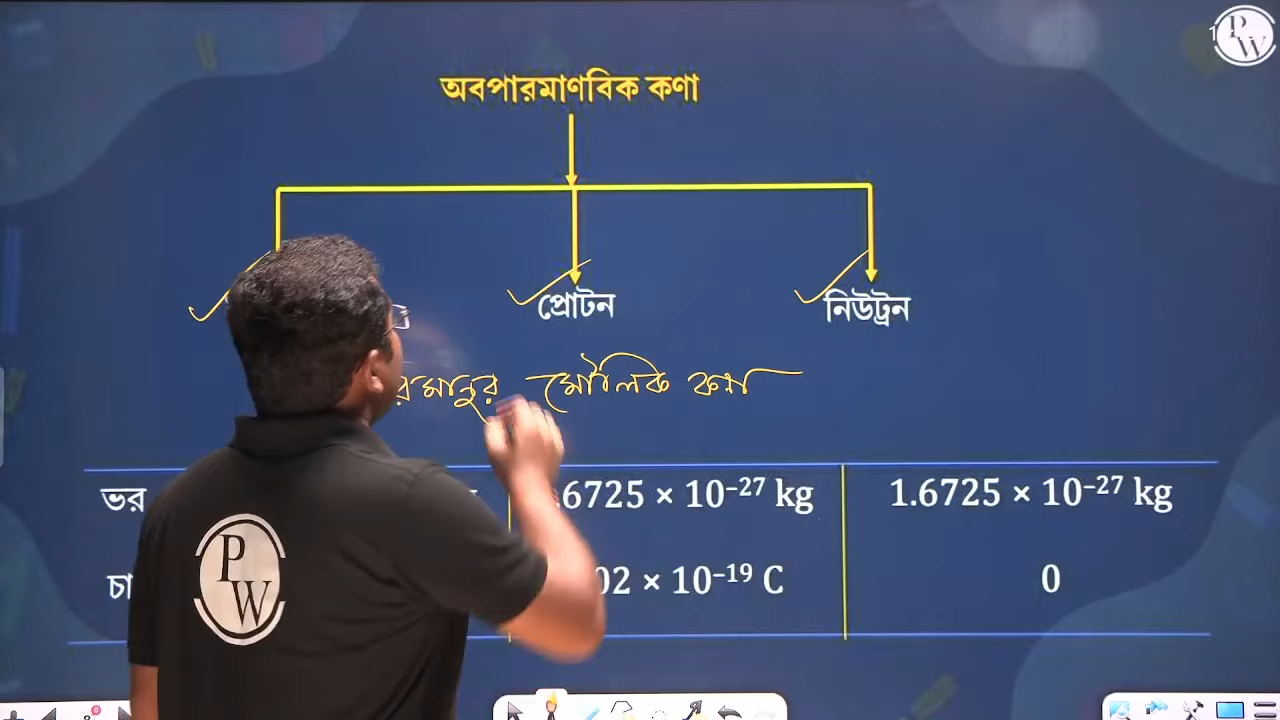 PW
অবপারমাণবিক কণা
প্রোটন নিউট্রন
মৌলিক কণা
ভর .6725 × 10⁻²⁷ kg 1.6725 × 10⁻²⁷ kg
02 × 10⁻¹⁹ C 0
PW